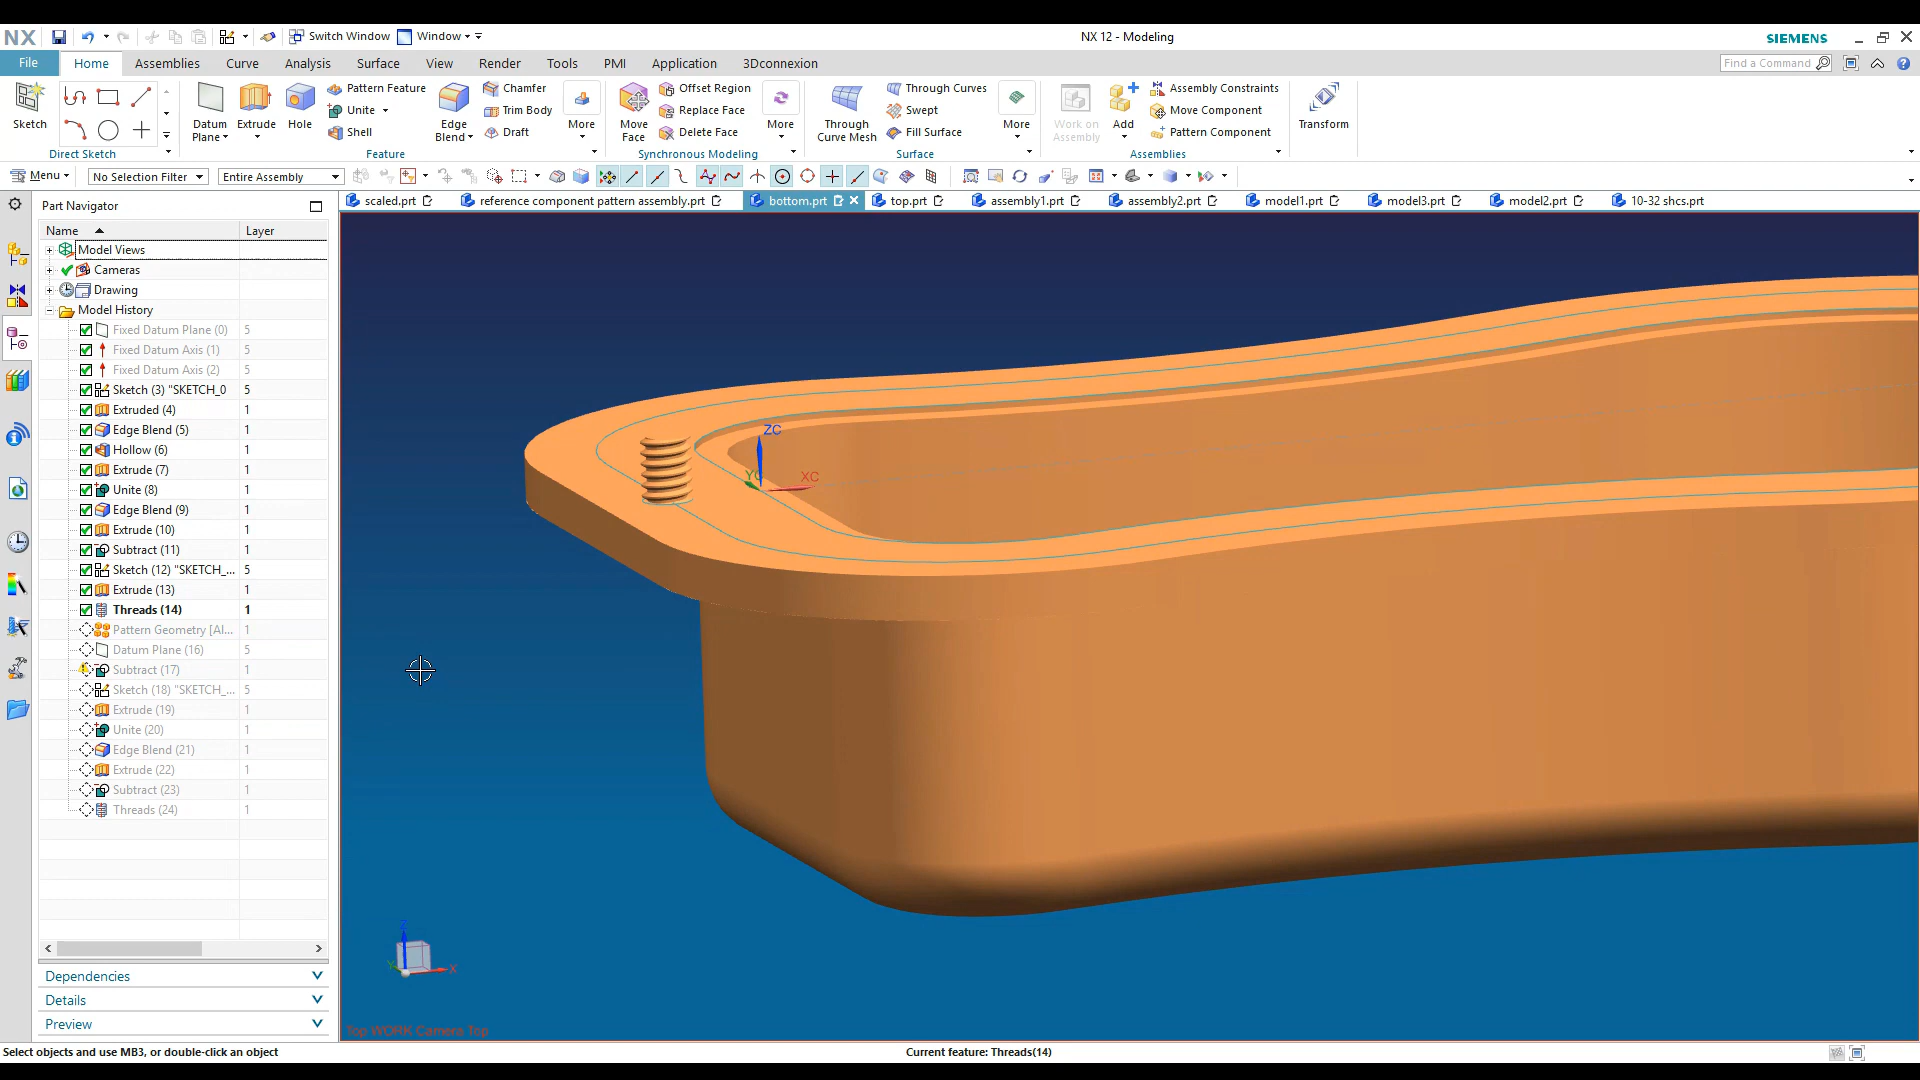 NX
Switch Window
Window
NX 12 - Modeling
SIEMENS
File
Home
Assemblies
Curve
Analysis
Surface
View
Render
Tools
PMI
Application
3Dconnexion
Find a Command
Sketch
Direct Sketch
Datum Plane
Extrude
Hole
Pattern Feature
Unite
Shell
Edge Blend
Chamfer
Trim Body
Draft
More
Feature
Move Face
Offset Region
Replace Face
Delete Face
More
Synchronous Modeling
Through Curve Mesh
Through Curves
Swept
Fill Surface
More
Surface
Work on Assembly
Add
Assembly Constraints
Move Component
Pattern Component
Assemblies
Transform
Menu
No Selection Filter
Entire Assembly
scaled.prt
reference component pattern assembly.prt
bottom.prt
top.prt
assembly1.prt
assembly2.prt
model1.prt
model3.prt
model2.prt
10-32 shcs.prt
Part Navigator
Name
Layer
Model Views
Cameras
Drawing
Model History
Fixed Datum Plane (0) 5
Fixed Datum Axis (1) 5
Fixed Datum Axis (2) 5
Sketch (3) "SKETCH_0 5
Extruded (4) 1
Edge Blend (5) 1
Hollow (6) 1
Extrude (7) 1
Unite (8) 1
Edge Blend (9) 1
Extrude (10) 1
Subtract (11) 1
Sketch (12) "SKETCH_... 5
Extrude (13) 1
Threads (14) 1
Pattern Geometry [Al... 1
Datum Plane (16) 5
Subtract (17) 1
Sketch (18) "SKETCH_... 5
Extrude (19) 1
Unite (20) 1
Edge Blend (21) 1
Extrude (22) 1
Subtract (23) 1
Threads (24) 1
Dependencies
Details
Preview
ZC
YC
XC
Z
Y
X
Top WORK Camera Top
Select objects and use MB3, or double-click an object
Current feature: Threads(14)